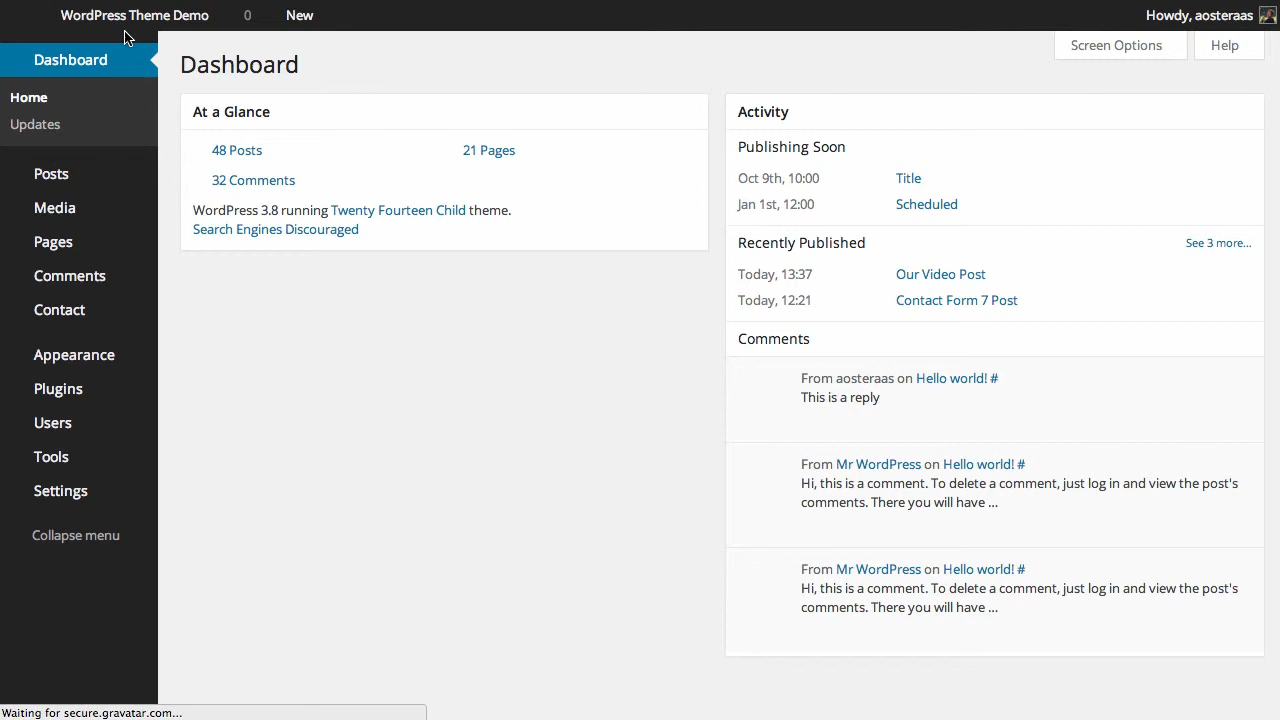 WordPress Theme Demo 0 New Howdy, aosteraas
Screen Options Help
Dashboard
Home
Updates
Posts
Media
Pages
Comments
Contact
Appearance
Plugins
Users
Tools
Settings
Collapse menu
Dashboard
At a Glance
48 Posts 21 Pages
32 Comments
WordPress 3.8 running Twenty Fourteen Child theme.
Search Engines Discouraged
Activity
Publishing Soon
Oct 9th, 10:00 Title
Jan 1st, 12:00 Scheduled
Recently Published See 3 more...
Today, 13:37 Our Video Post
Today, 12:21 Contact Form 7 Post
Comments
From aosteraas on Hello world! #
This is a reply
From Mr WordPress on Hello world! #
Hi, this is a comment. To delete a comment, just log in and view the post's
comments. There you will have ...
From Mr WordPress on Hello world! #
Hi, this is a comment. To delete a comment, just log in and view the post's
comments. There you will have ...
Waiting for secure.gravatar.com...